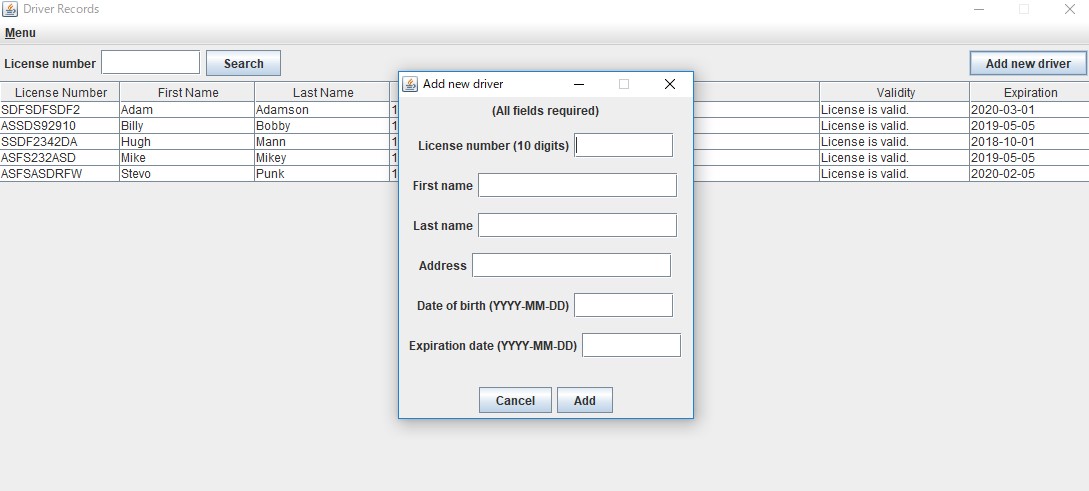 Driver Records
Menu
License number Search Add new driver
License Number First Name Last Name Validity Expiration
SDFSDFSDF2 Adam Adamson 1 License is valid. 2020-03-01
ASSDS92910 Billy Bobby 1 License is valid. 2019-05-05
SSDF2342DA Hugh Mann 1 License is valid. 2018-10-01
ASFS232ASD Mike Mikey 1 License is valid. 2019-05-05
ASFSASDRFW Stevo Punk 1 License is valid. 2020-02-05
Add new driver
(All fields required)
License number (10 digits)
First name
Last name
Address
Date of birth (YYYY-MM-DD)
Expiration date (YYYY-MM-DD)
Cancel Add